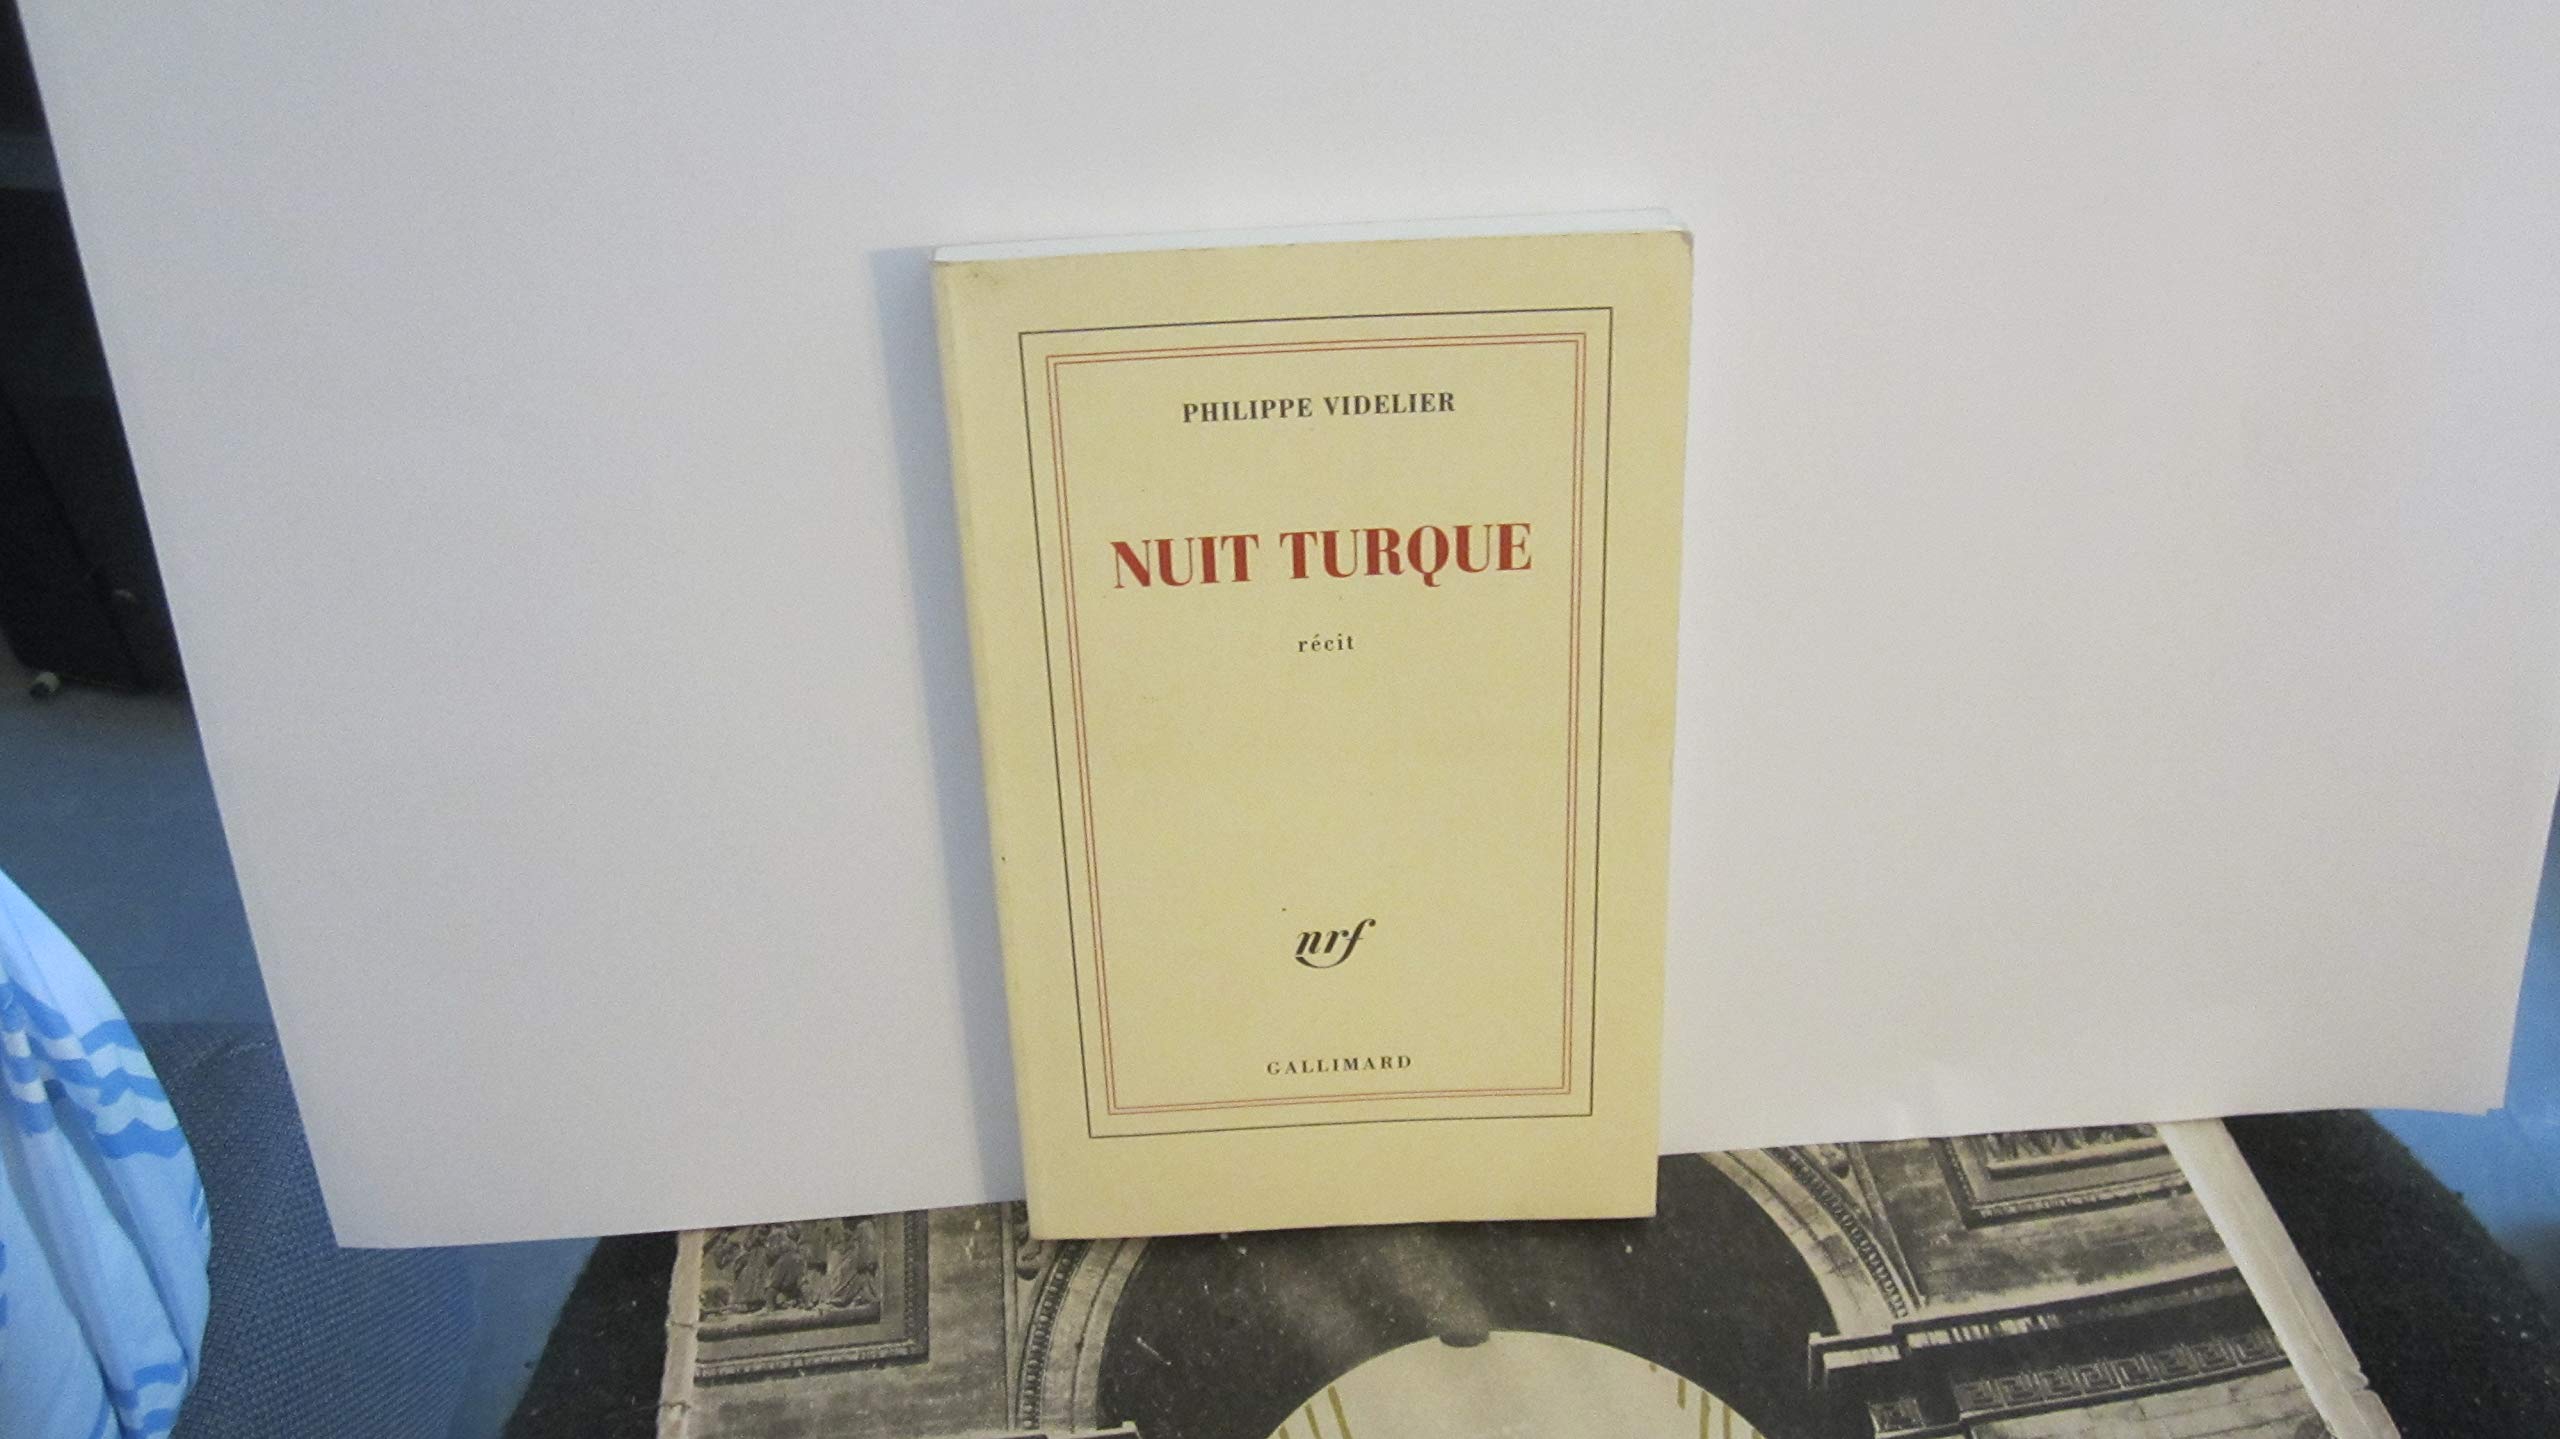 PHILIPPE VIDELIER
NUIT TURQUE
récit
nrf
GALLIMARD